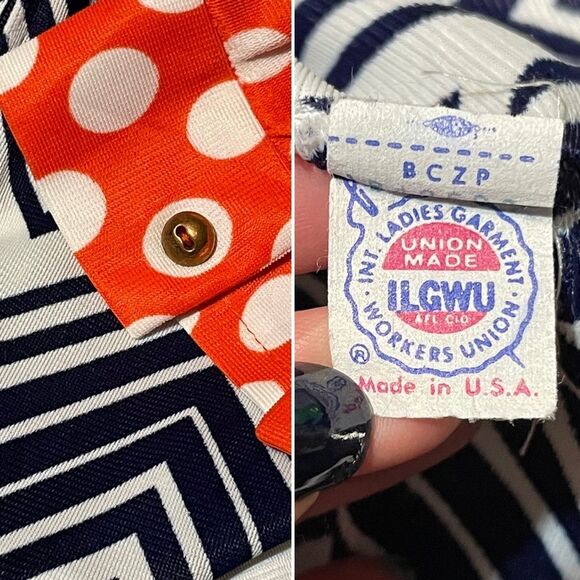 BCZP
INT. LADIES GARMENT
UNION
MADE
ILGWU
AFL CIO
WORKERS UNION
®
Made in U.S.A.